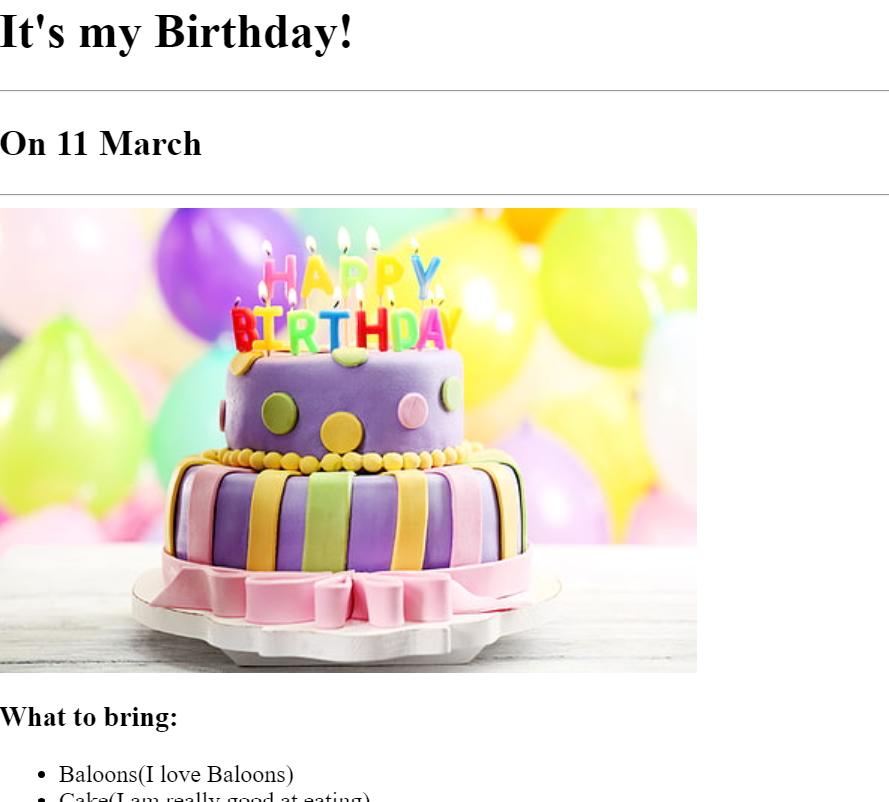 It's my Birthday!
On 11 March
HAPPY
BIRTHDAY
What to bring:
Baloons(I love Baloons)
Cake(I am really good at eating)